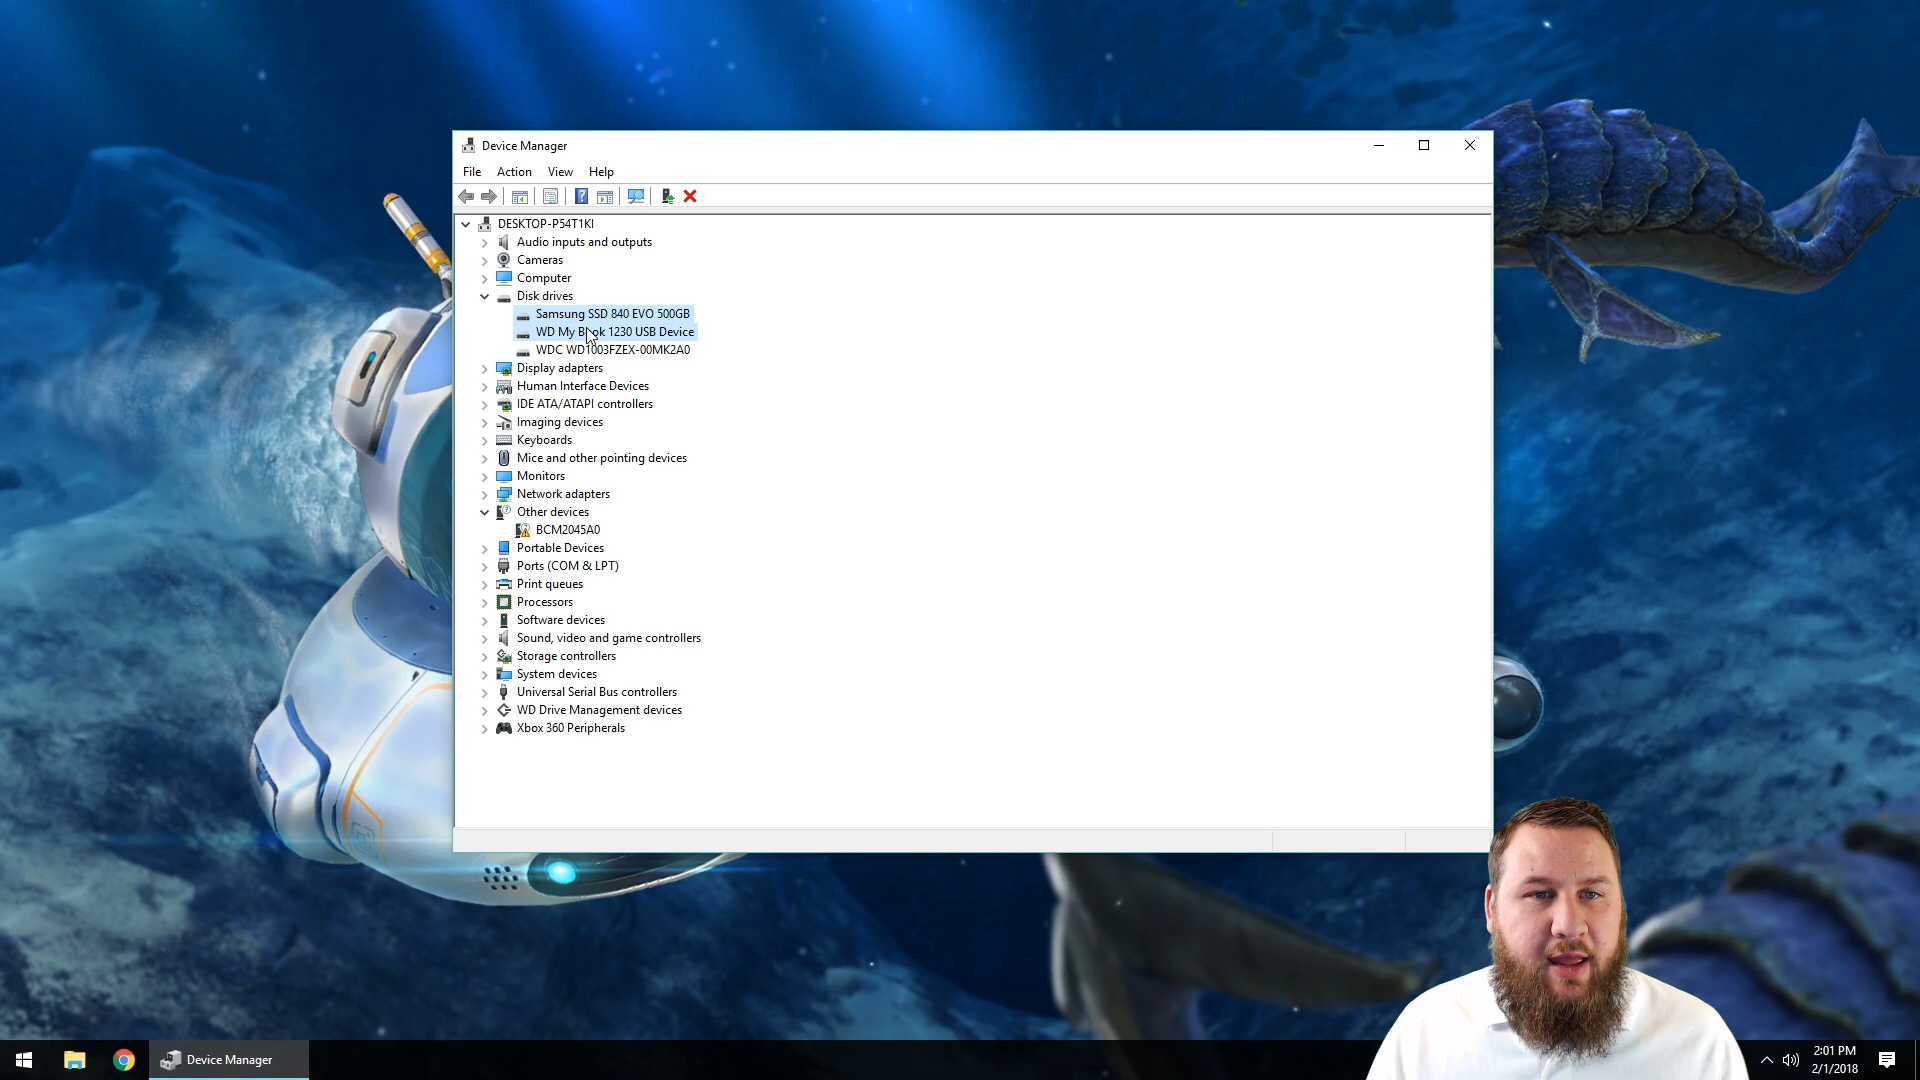 Device Manager
File Action View Help
DESKTOP-P54T1KI
Audio inputs and outputs
Cameras
Computer
Disk drives
Samsung SSD 840 EVO 500GB
WD My Book 1230 USB Device
WDC WD1003FZEX-00MK2A0
Display adapters
Human Interface Devices
IDE ATA/ATAPI controllers
Imaging devices
Keyboards
Mice and other pointing devices
Monitors
Network adapters
Other devices
BCM2045A0
Portable Devices
Ports (COM & LPT)
Print queues
Processors
Software devices
Sound, video and game controllers
Storage controllers
System devices
Universal Serial Bus controllers
WD Drive Management devices
Xbox 360 Peripherals
Device Manager
2:01 PM
2/1/2018